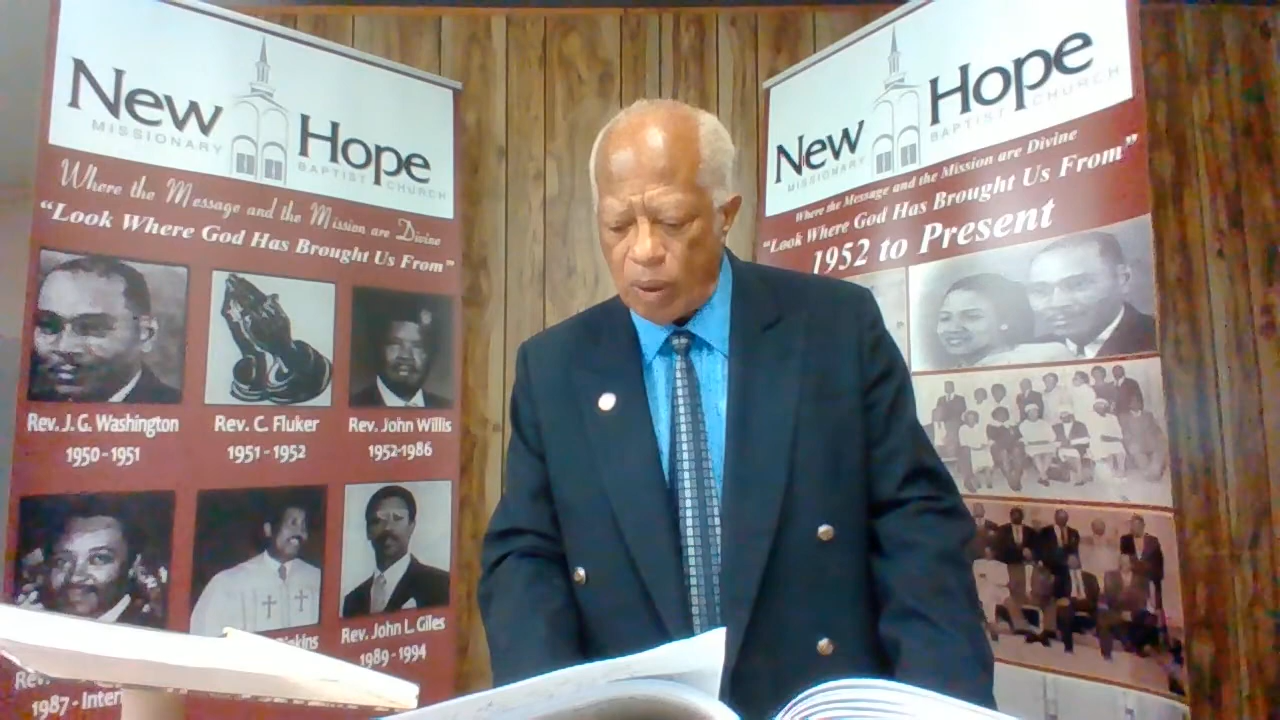 New Hope
MISSIONARY BAPTIST CHURCH
Where the Message and the Mission are Divine
"Look Where God Has Brought Us From"
Rev. J. G. Washington
1950 - 1951
Rev. C. Fluker
1951 - 1952
Rev. John Willis
1952-1986
1987 - 
Rev. John L. Giles
1989 - 1994
New Hope
MISSIONARY BAPTIST CHURCH
Where the Message and the Mission are Divine
"Look Where God Has Brought Us From"
1952 to Present